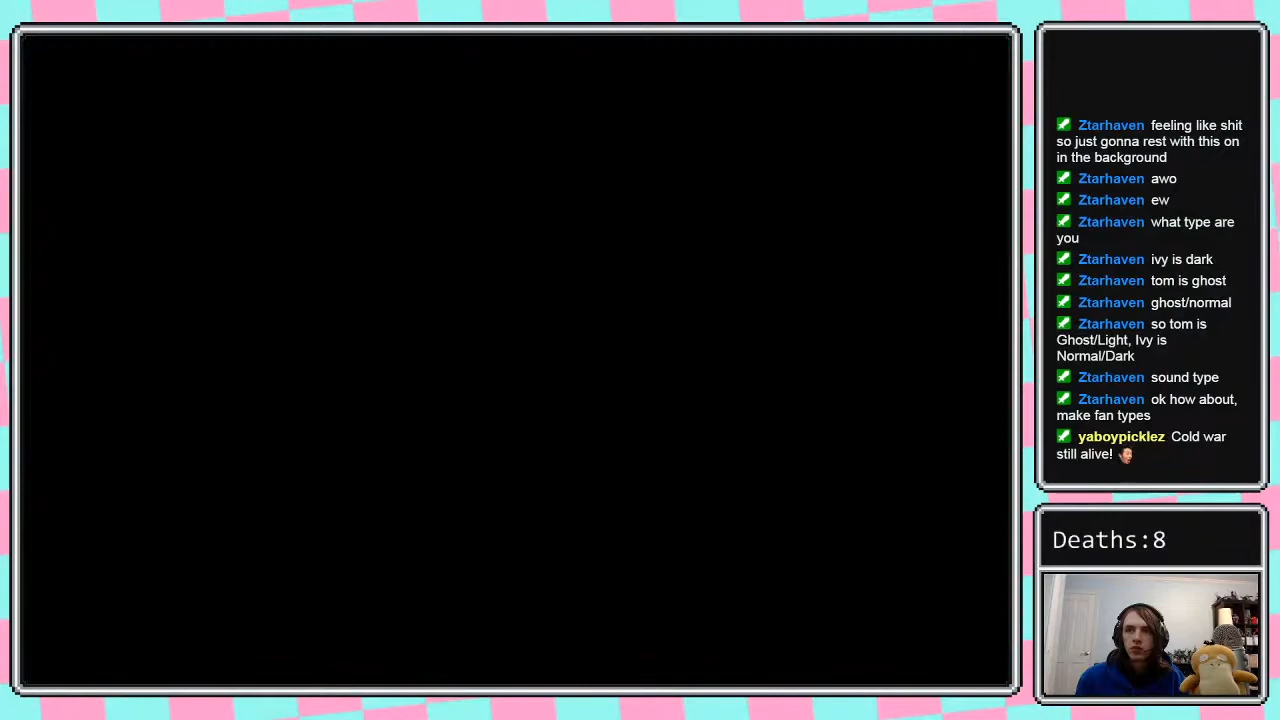 Ztarhaven feeling like shit
so just gonna rest with this on
in the background
Ztarhaven awo
Ztarhaven ew
Ztarhaven what type are
you
Ztarhaven ivy is dark
Ztarhaven tom is ghost
Ztarhaven ghost/normal
Ztarhaven so tom is
Ghost/Light, Ivy is
Normal/Dark
Ztarhaven sound type
Ztarhaven ok how about,
make fan types
yaboypicklez Cold war
still alive!
Deaths:8